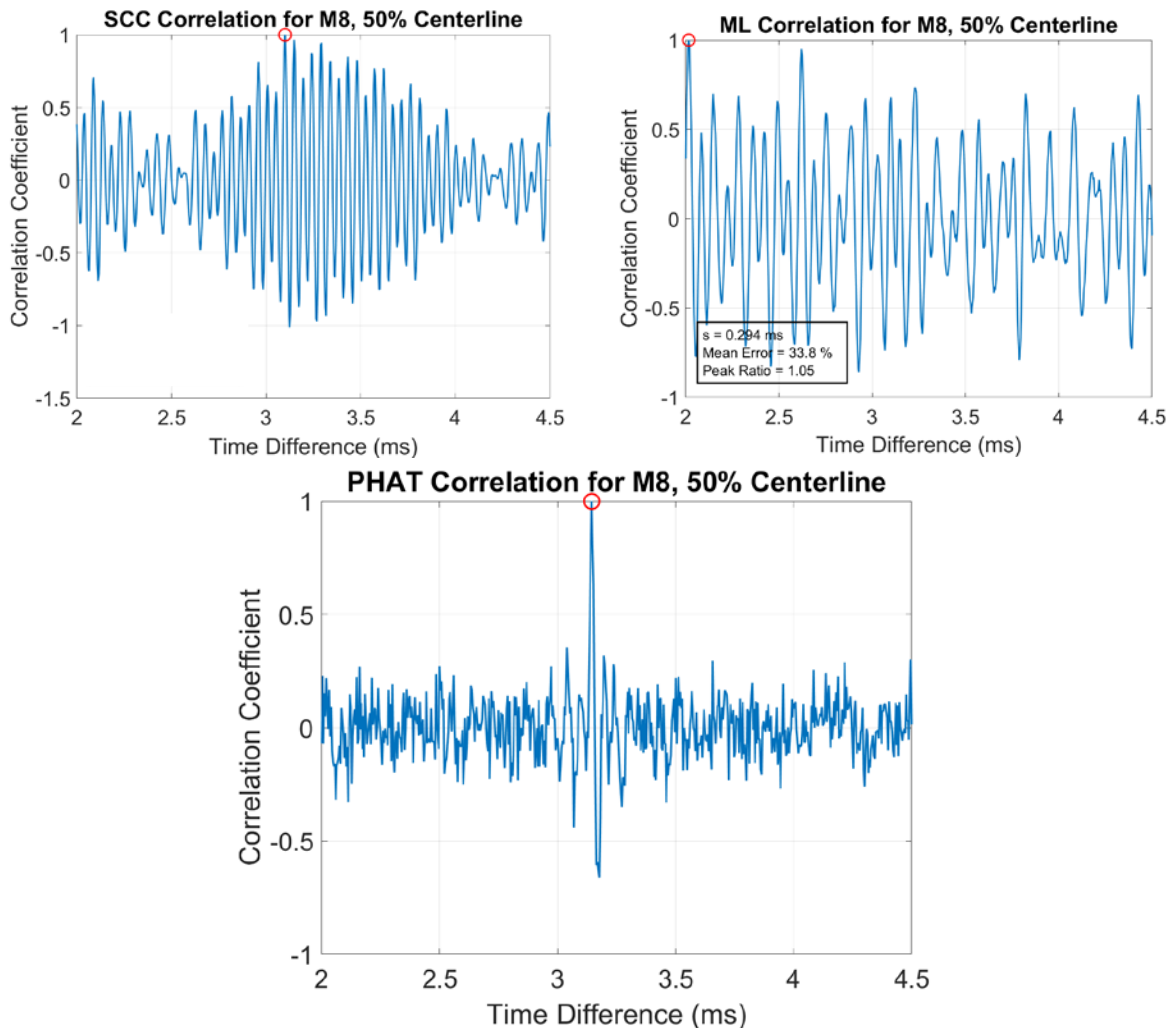 SCC Correlation for M8, 50% Centerline
1
0.5
0
-0.5
-1
-1.5
Correlation Coefficient
2
2.5
3
3.5
4
4.5
Time Difference (ms)
ML Correlation for M8, 50% Centerline
1
0.5
0
-0.5
-1
Correlation Coefficient
s = 0.294 ms
Mean Error = 33.8 %
Peak Ratio = 1.05
2
2.5
3
3.5
4
4.5
Time Difference (ms)
PHAT Correlation for M8, 50% Centerline
1
0.5
0
-0.5
-1
Correlation Coefficient
2
2.5
3
3.5
4
4.5
Time Difference (ms)